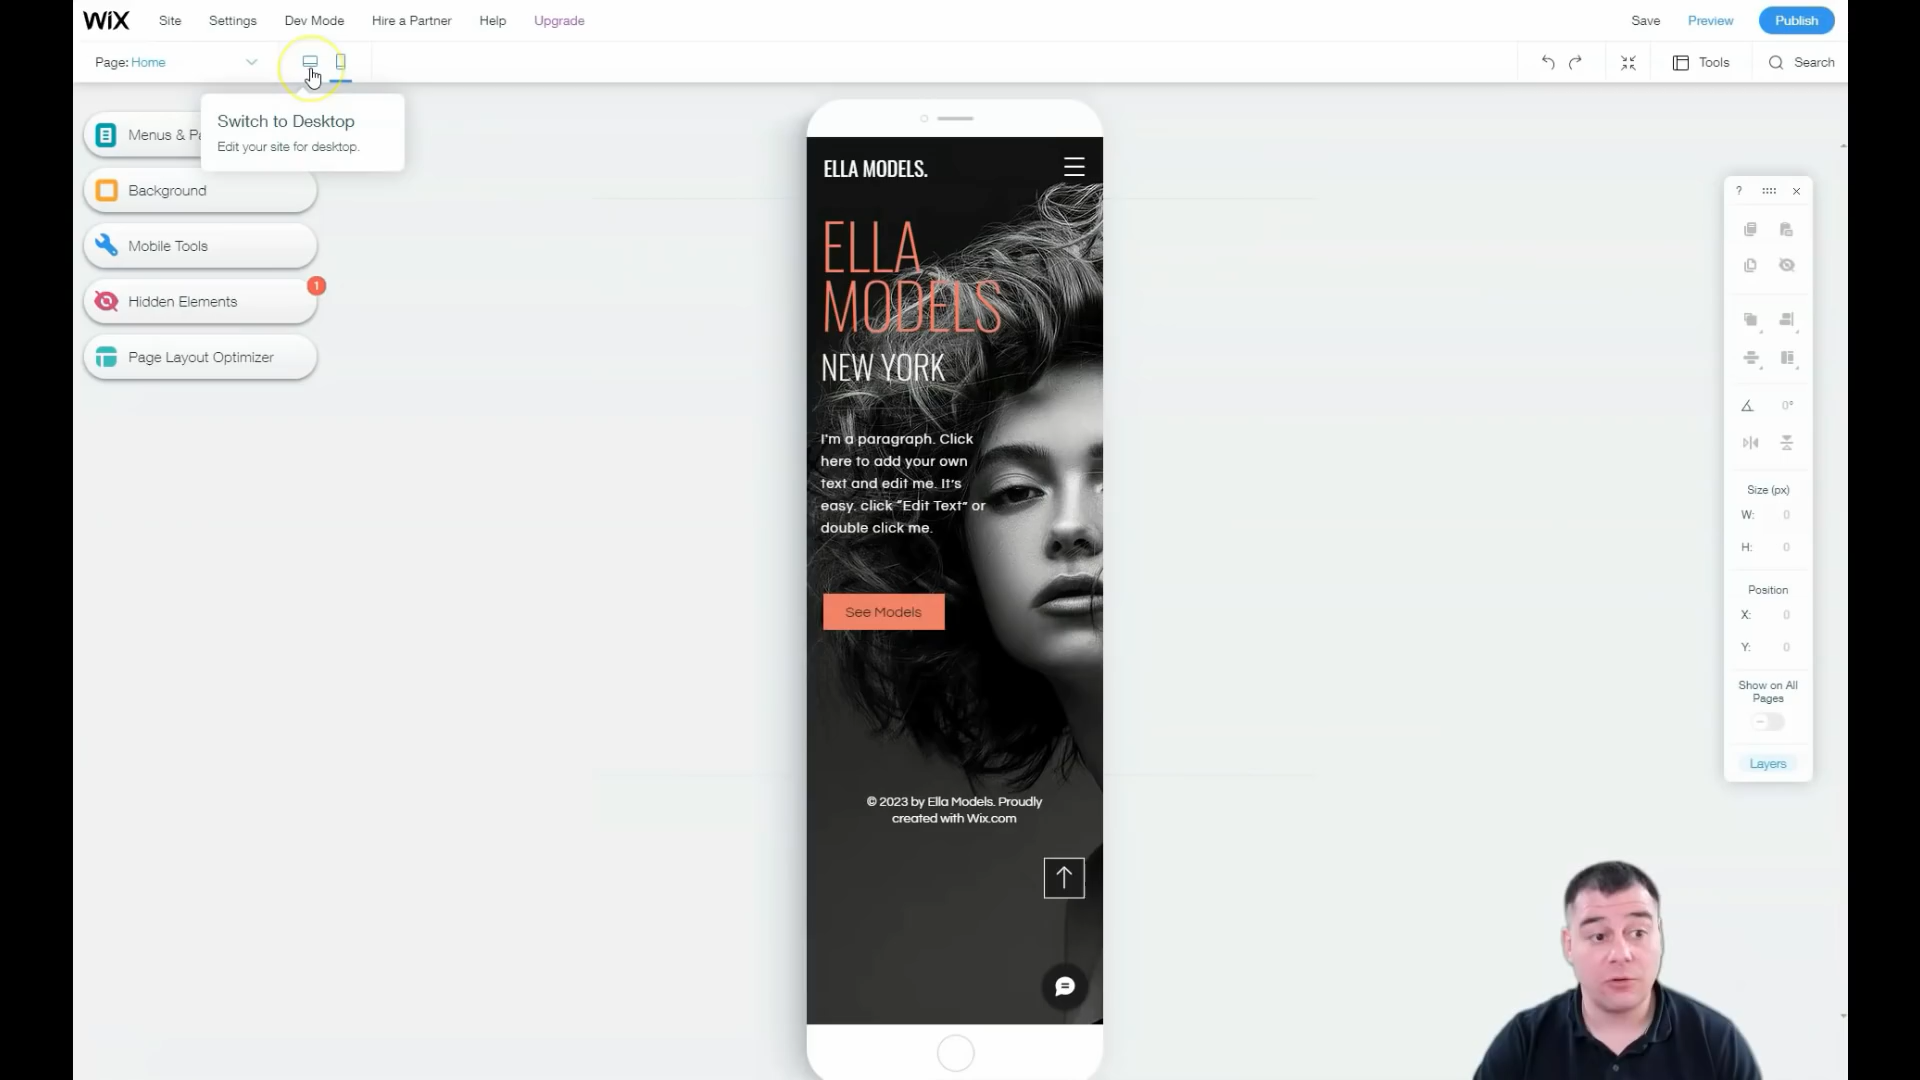 WiX Site Settings Dev Mode Hire a Partner Help Upgrade Save Preview Publish
Page: Home Tools Search
Switch to Desktop
Edit your site for desktop.
Menus & Pa
Background
Mobile Tools
Hidden Elements
1
Page Layout Optimizer
ELLA MODELS.
ELLA
MODELS
NEW YORK
I'm a paragraph. Click
here to add your own
text and edit me. It's
easy. click "Edit Text" or
double click me.
See Models
© 2023 by Ella Models. Proudly
created with Wix.com
?
0°
Size (px)
W: 0
H: 0
Position
X: 0
Y: 0
Show on All
Pages
Layers